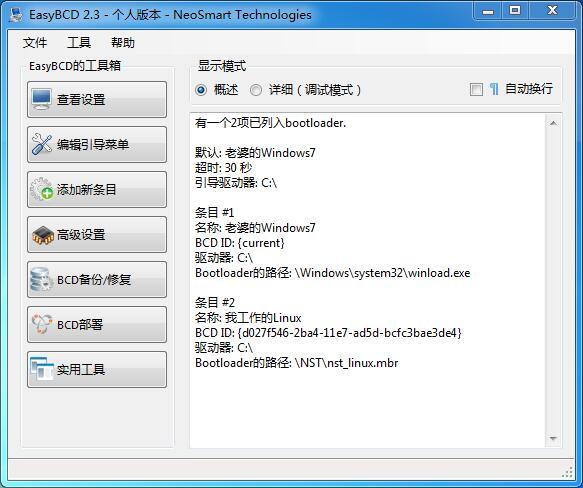 EasyBCD 2.3 - 个人版本 - NeoSmart Technologies
文件 工具 帮助
EasyBCD的工具箱
查看设置
编辑引导菜单
添加新条目
高级设置
BCD备份/修复
BCD部署
实用工具
显示模式
概述 详细（调试模式） ¶ 自动换行
有一个2项已列入bootloader.
默认: 老婆的Windows7
超时: 30 秒
引导驱动器: C:\
条目 #1
名称: 老婆的Windows7
BCD ID: {current}
驱动器: C:\
Bootloader的路径: \Windows\system32\winload.exe
条目 #2
名称: 我工作的Linux
BCD ID: {d027f546-2ba4-11e7-ad5d-bcfc3bae3de4}
驱动器: C:\
Bootloader的路径: \NST\nst_linux.mbr